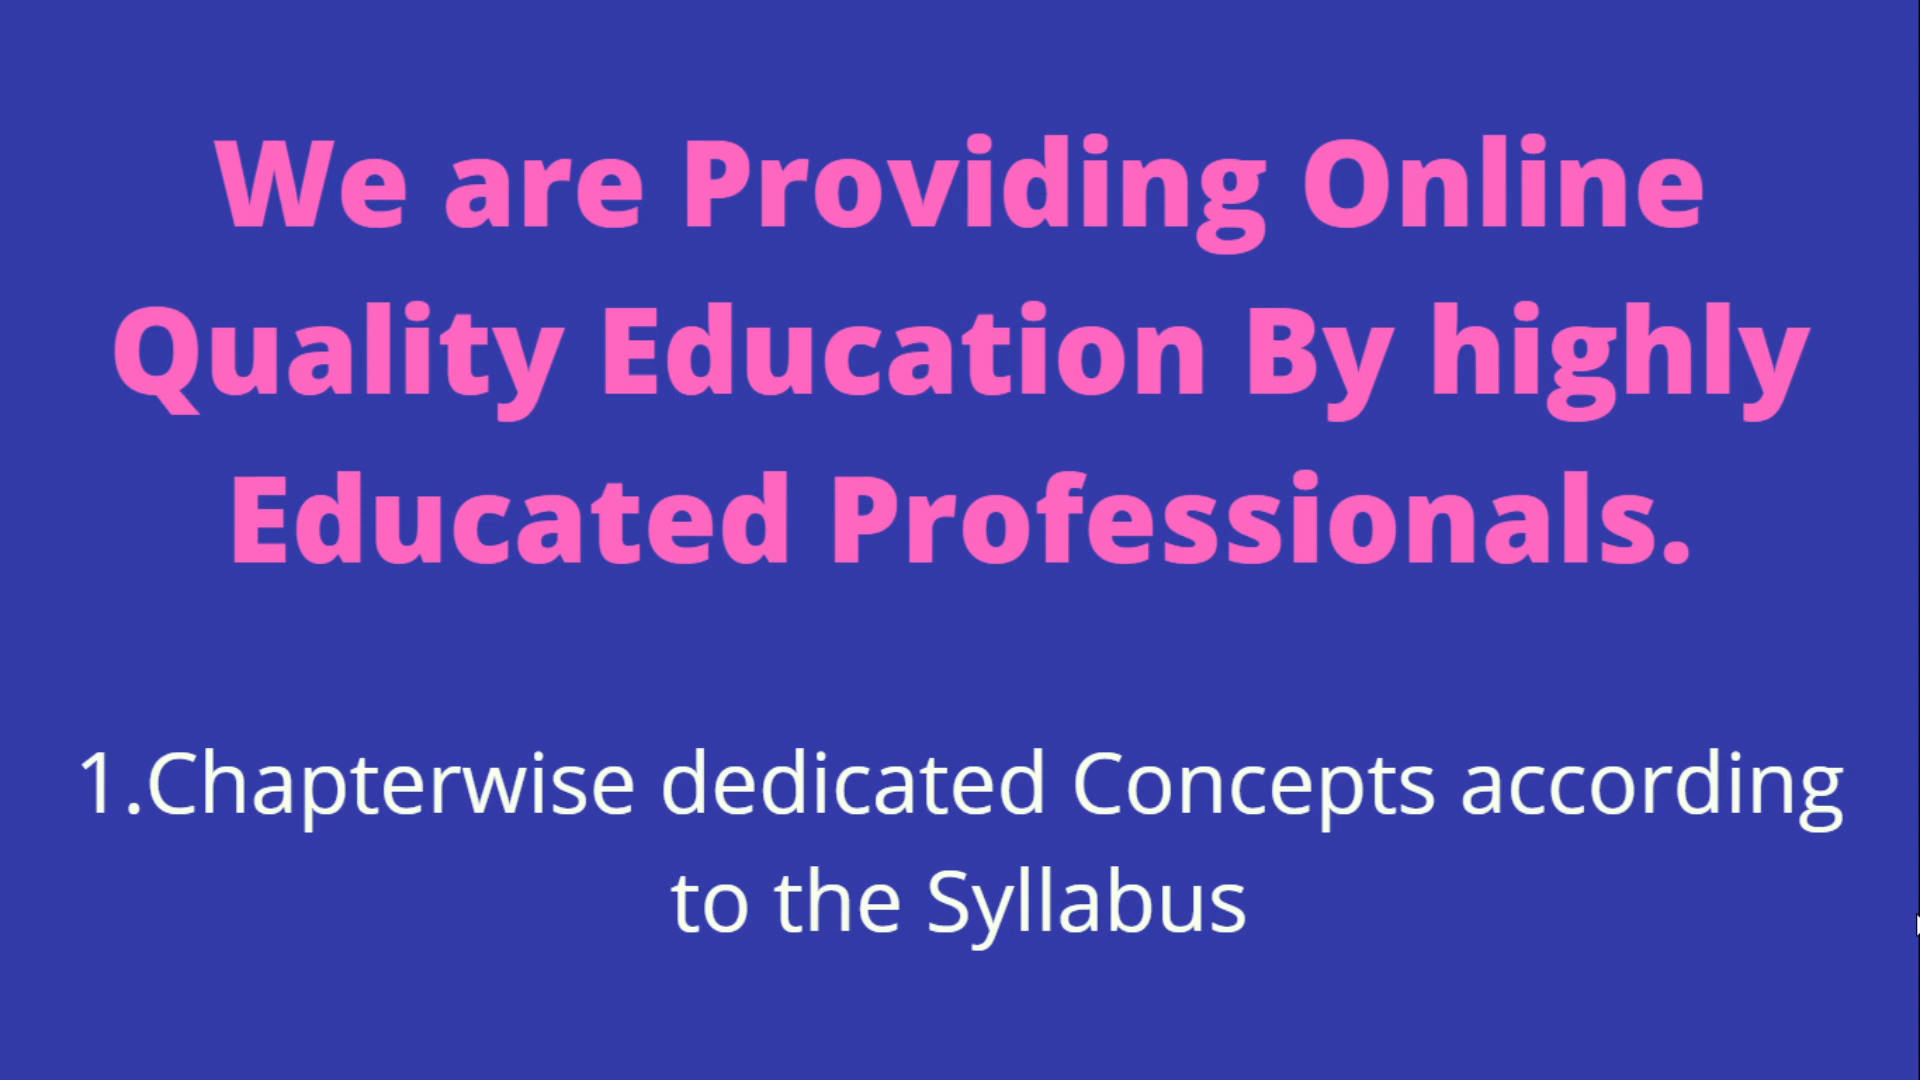 We are Providing Online
Quality Education By highly
Educated Professionals.
1.Chapterwise dedicated Concepts according
to the Syllabus